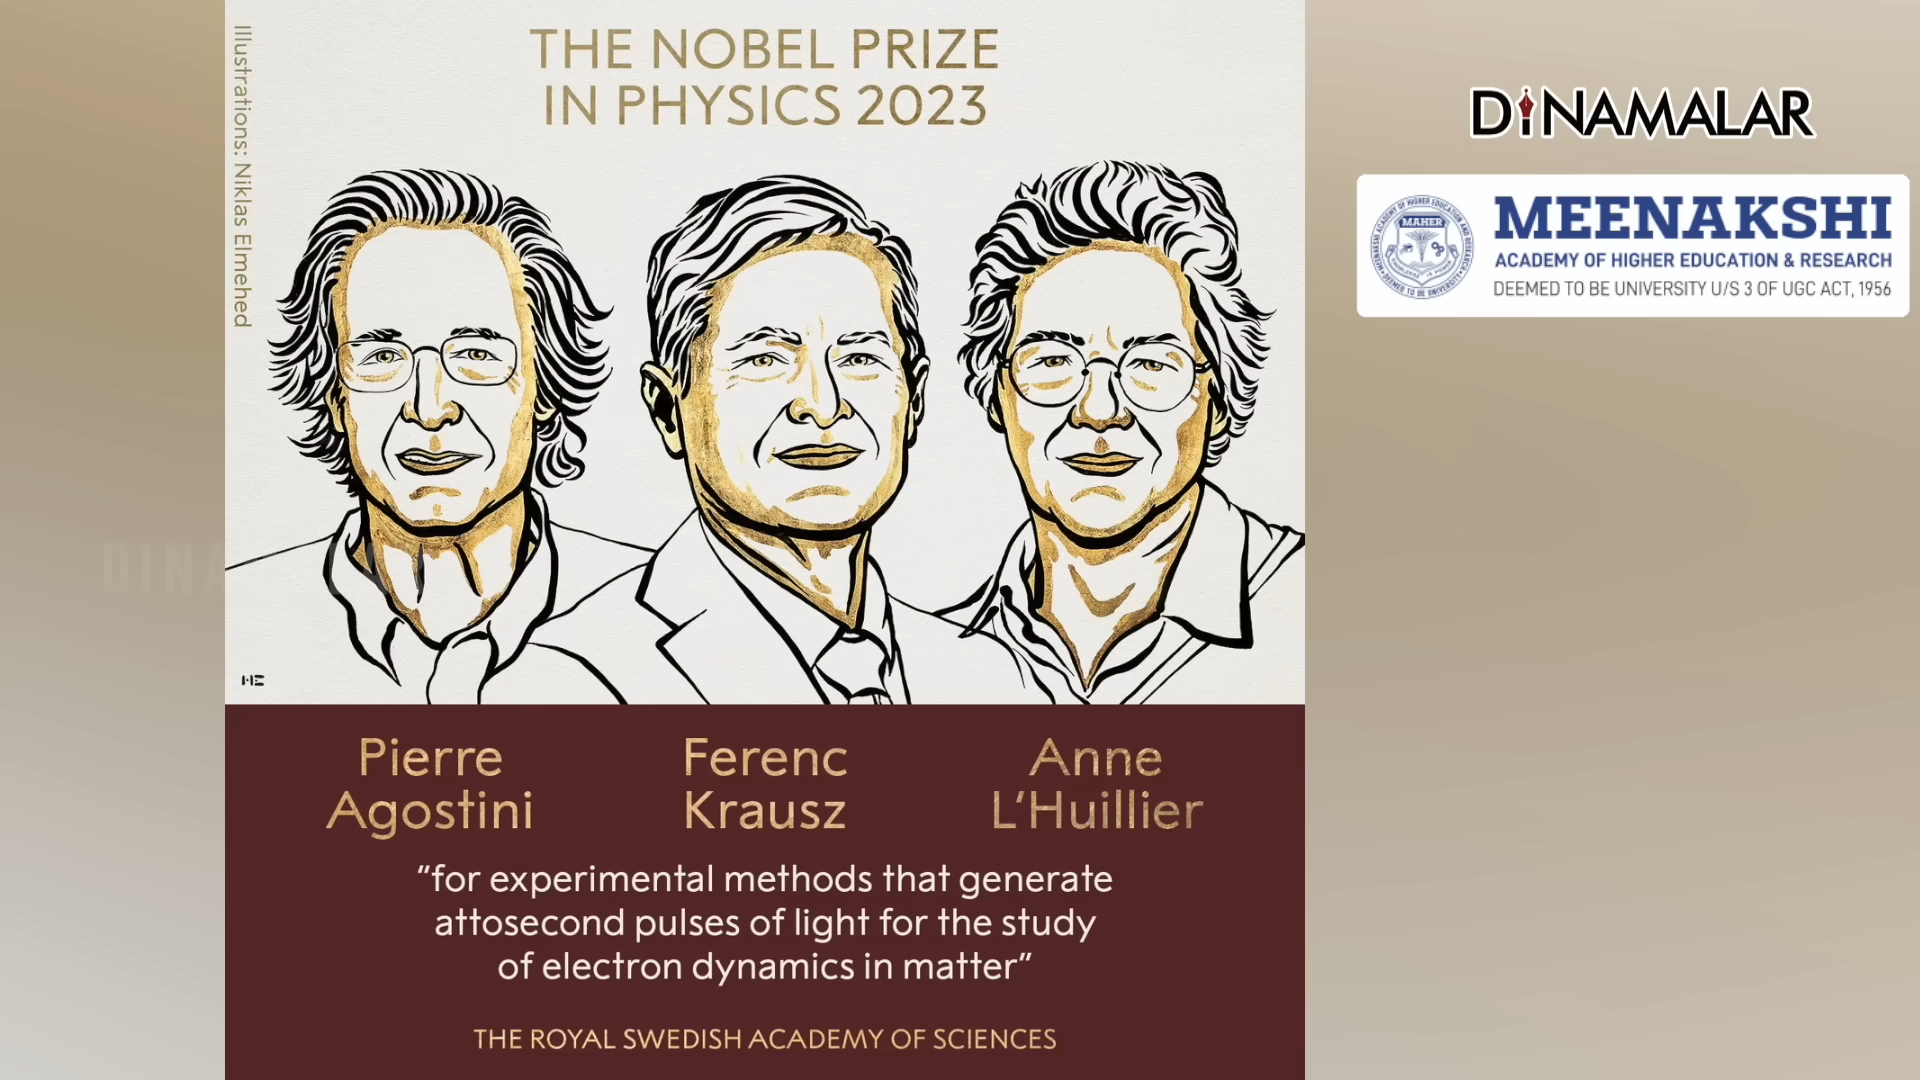 Illustrations: Niklas Elmehed
THE NOBEL PRIZE
IN PHYSICS 2023
Pierre
Agostini
Ferenc
Krausz
Anne
L'Huillier
"for experimental methods that generate
attosecond pulses of light for the study
of electron dynamics in matter"
THE ROYAL SWEDISH ACADEMY OF SCIENCES
DINAMALAR
MAHER
MEENAKSHI
ACADEMY OF HIGHER EDUCATION & RESEARCH
DEEMED TO BE UNIVERSITY U/S 3 OF UGC ACT, 1956